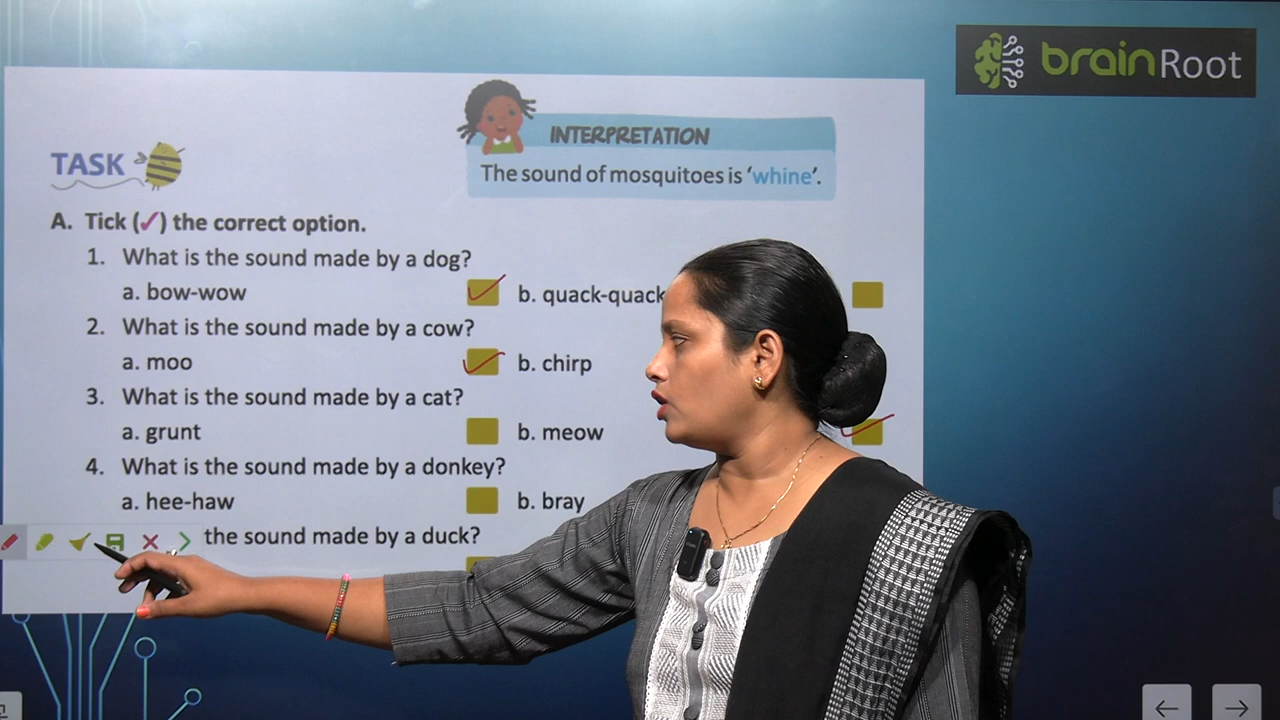 brainRoot
INTERPRETATION
The sound of mosquitoes is ‘whine’.
TASK
A. Tick (✓) the correct option.
1. What is the sound made by a dog?
a. bow-wow b. quack-quack
2. What is the sound made by a cow?
a. moo b. chirp
3. What is the sound made by a cat?
a. grunt b. meow
4. What is the sound made by a donkey?
a. hee-haw b. bray
the sound made by a duck?